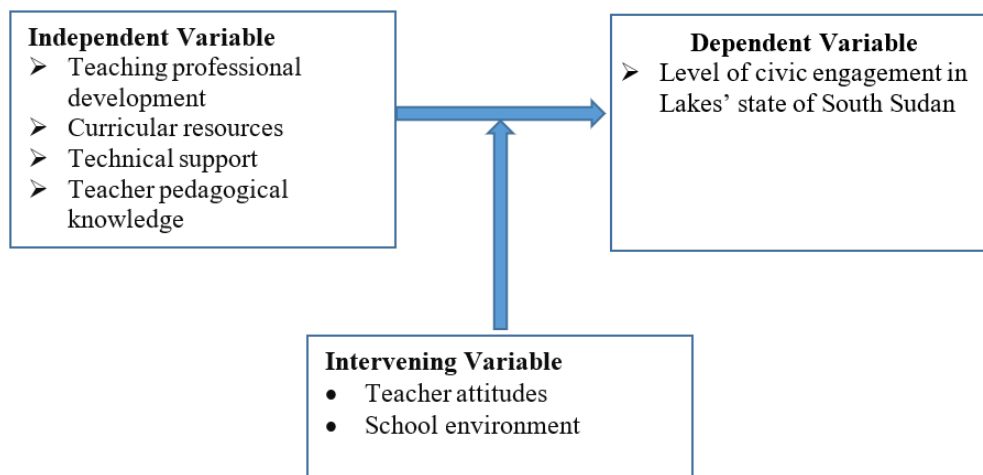 Independent Variable
➢ Teaching professional
development
➢ Curricular resources
➢ Technical support
➢ Teacher pedagogical
knowledge
Dependent Variable
➢ Level of civic engagement in
Lakes’ state of South Sudan
Intervening Variable
• Teacher attitudes
• School environment